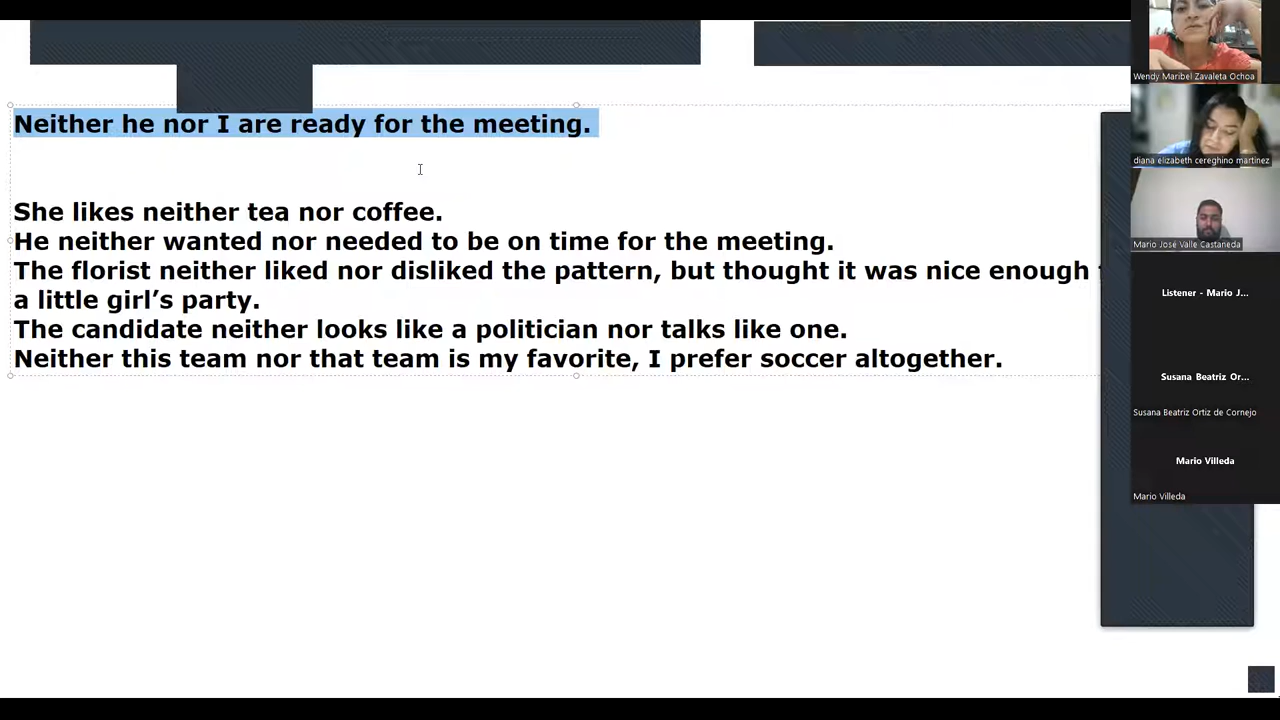 Neither he nor I are ready for the meeting.
She likes neither tea nor coffee.
He neither wanted nor needed to be on time for the meeting.
The florist neither liked nor disliked the pattern, but thought it was nice enough
a little girl’s party.
The candidate neither looks like a politician nor talks like one.
Neither this team nor that team is my favorite, I prefer soccer altogether.
Wendy Maribel Zavaleta Ochoa
diana elizabeth cereghino martinez
Mario José Valle Castaneda
Listener - Mario J...
Susana Beatriz Or...
Susana Beatriz Ortiz de Cornejo
Mario Villeda
Mario Villeda